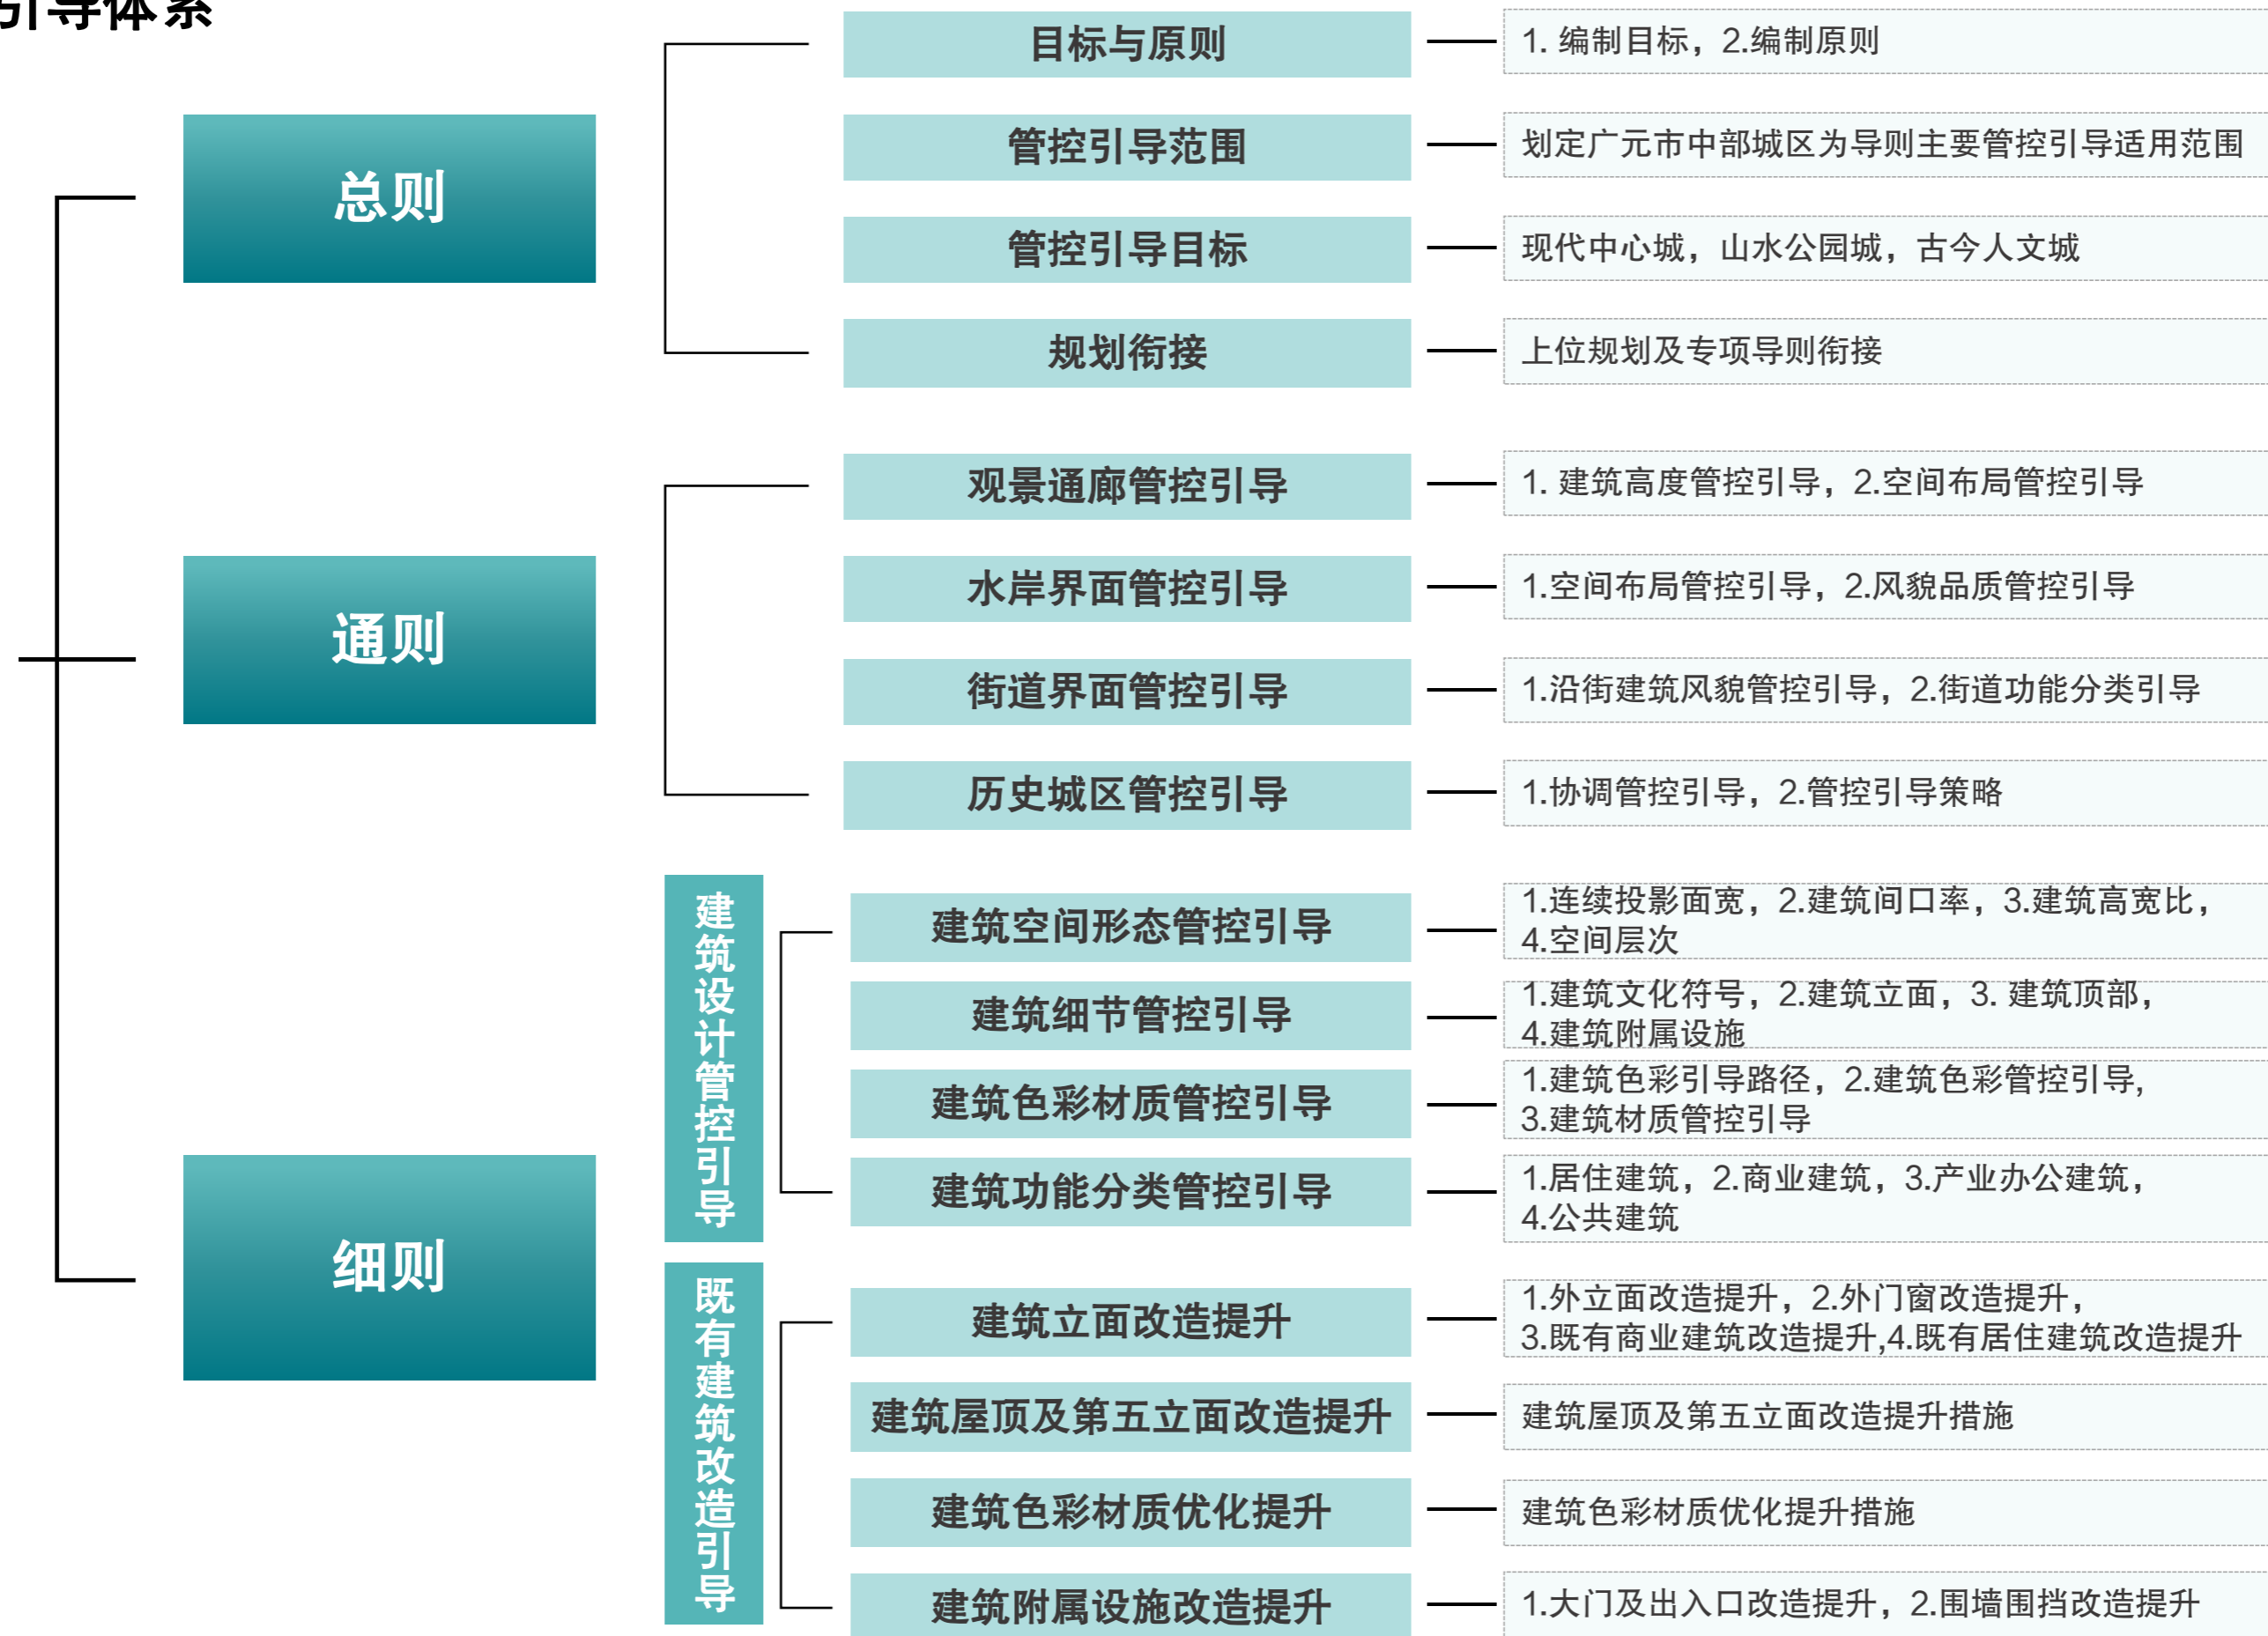 引导体系
总则
目标与原则
1. 编制目标，2.编制原则
管控引导范围
划定广元市中部城区为导则主要管控引导适用范围
管控引导目标
现代中心城，山水公园城，古今人文城
规划衔接
上位规划及专项导则衔接
通则
观景通廊管控引导
1. 建筑高度管控引导，2.空间布局管控引导
水岸界面管控引导
1.空间布局管控引导，2.风貌品质管控引导
街道界面管控引导
1.沿街建筑风貌管控引导，2.街道功能分类引导
历史城区管控引导
1.协调管控引导，2.管控引导策略
细则
建筑设计管控引导
建筑空间形态管控引导
1.连续投影面宽，2.建筑间口率，3.建筑高宽比，
4.空间层次
建筑细节管控引导
1.建筑文化符号，2.建筑立面，3. 建筑顶部，
4.建筑附属设施
建筑色彩材质管控引导
1.建筑色彩引导路径，2.建筑色彩管控引导,
3.建筑材质管控引导
建筑功能分类管控引导
1.居住建筑，2.商业建筑，3.产业办公建筑，
4.公共建筑
既有建筑改造引导
建筑立面改造提升
1.外立面改造提升，2.外门窗改造提升，
3.既有商业建筑改造提升,4.既有居住建筑改造提升
建筑屋顶及第五立面改造提升
建筑屋顶及第五立面改造提升措施
建筑色彩材质优化提升
建筑色彩材质优化提升措施
建筑附属设施改造提升
1.大门及出入口改造提升，2.围墙围挡改造提升